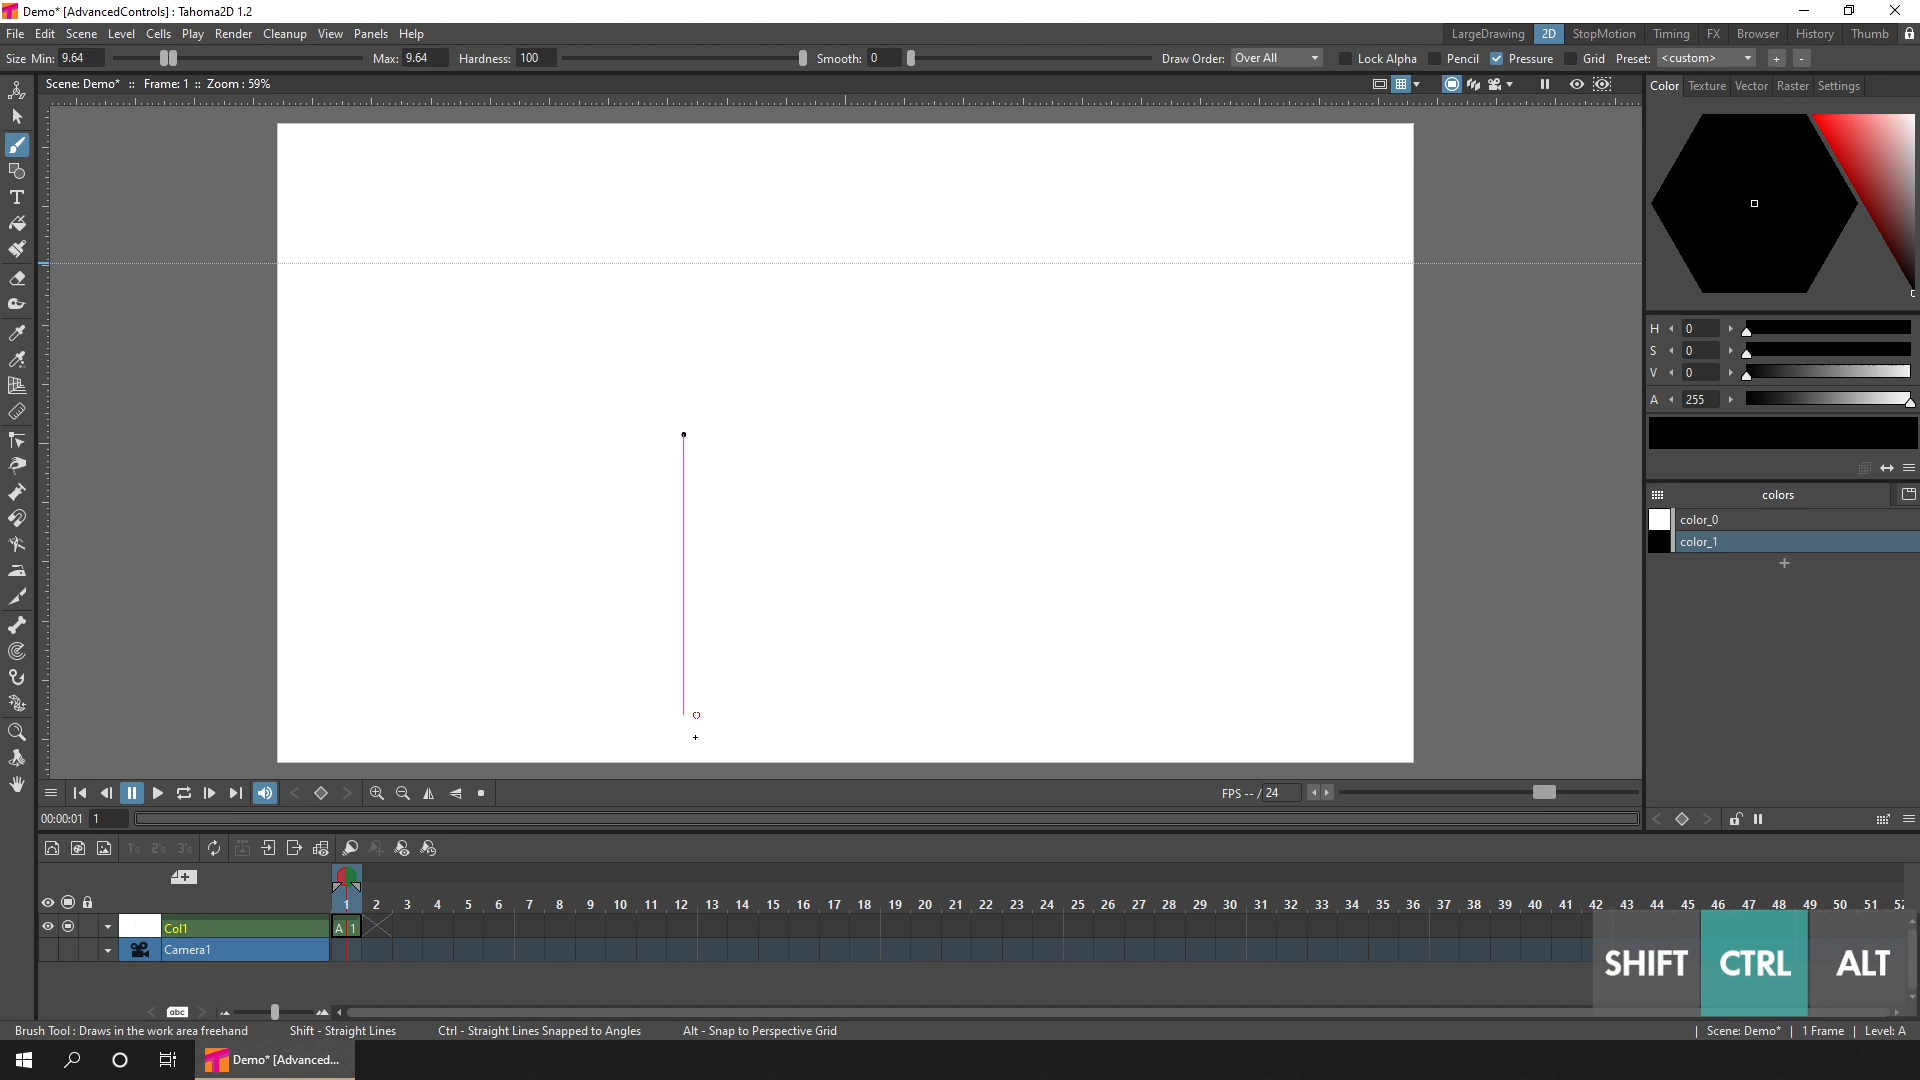 Demo* [AdvancedControls] : Tahoma2D 1.2
File Edit Scene Level Cells Play Render Cleanup View Panels Help
LargeDrawing 2D StopMotion Timing FX Browser History Thumb
Size Min: 9.64 Max: 9.64 Hardness: 100 Smooth: 0 Draw Order: Over All Lock Alpha Pencil Pressure Grid Preset: <custom> + -
Scene: Demo* :: Frame: 1 :: Zoom : 59%
Color Texture Vector Raster Settings
H 0
S 0
V 0
A 255
colors
color_0
color_1
+
FPS -- / 24
00:00:01 1
1's 2's 3's
1 2 3 4 5 6 7 8 9 10 11 12 13 14 15 16 17 18 19 20 21 22 23 24 25 26 27 28 29 30 31 32 33 34 35 36 37 38 39 40 41 42 43 44 45 46 47 48 49 50 51
Col1 A 1
Camera1
SHIFT CTRL ALT
abc
Brush Tool : Draws in the work area freehand Shift - Straight Lines Ctrl - Straight Lines Snapped to Angles Alt - Snap to Perspective Grid | Scene: Demo* | 1 Frame | Level: A
Demo* [Advanced...